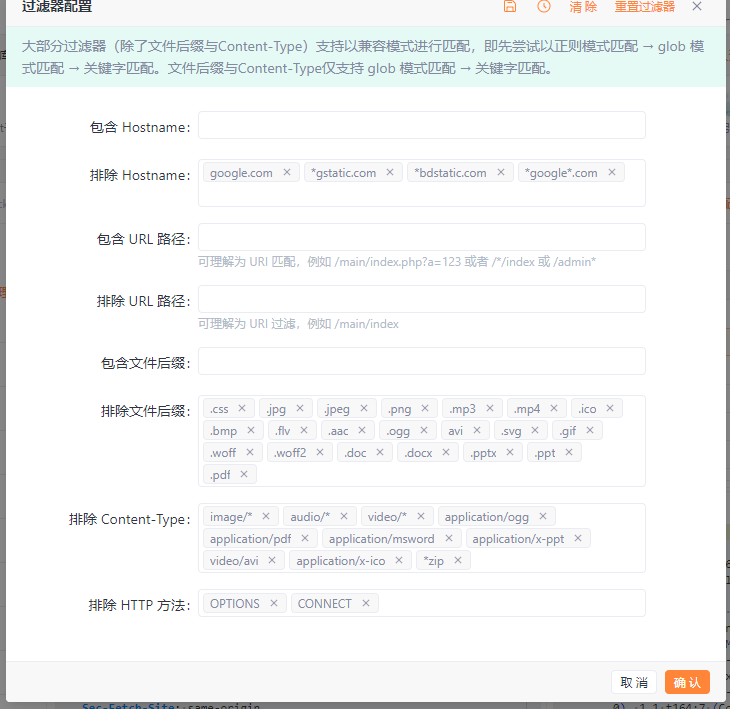 过滤器配置 清除 重置过滤器
大部分过滤器（除了文件后缀与Content-Type）支持以兼容模式进行匹配，即先尝试以正则模式匹配 → glob 模
式匹配 → 关键字匹配。文件后缀与Content-Type仅支持 glob 模式匹配 → 关键字匹配。
包含 Hostname:
排除 Hostname: google.com *gstatic.com *bdstatic.com *google*.com
包含 URL 路径:
可理解为 URI 匹配，例如 /main/index.php?a=123 或者 /*/index 或 /admin*
排除 URL 路径:
可理解为 URI 过滤，例如 /main/index
包含文件后缀:
排除文件后缀: .css .jpg .jpeg .png .mp3 .mp4 .ico
.bmp .flv .aac .ogg avi .svg .gif
.woff .woff2 .doc .docx .pptx .ppt
.pdf
排除 Content-Type: image/* audio/* video/* application/ogg
application/pdf application/msword application/x-ppt
video/avi application/x-ico *zip
排除 HTTP 方法: OPTIONS CONNECT
取消 确认
Sec-Fetch-Site: same-origin